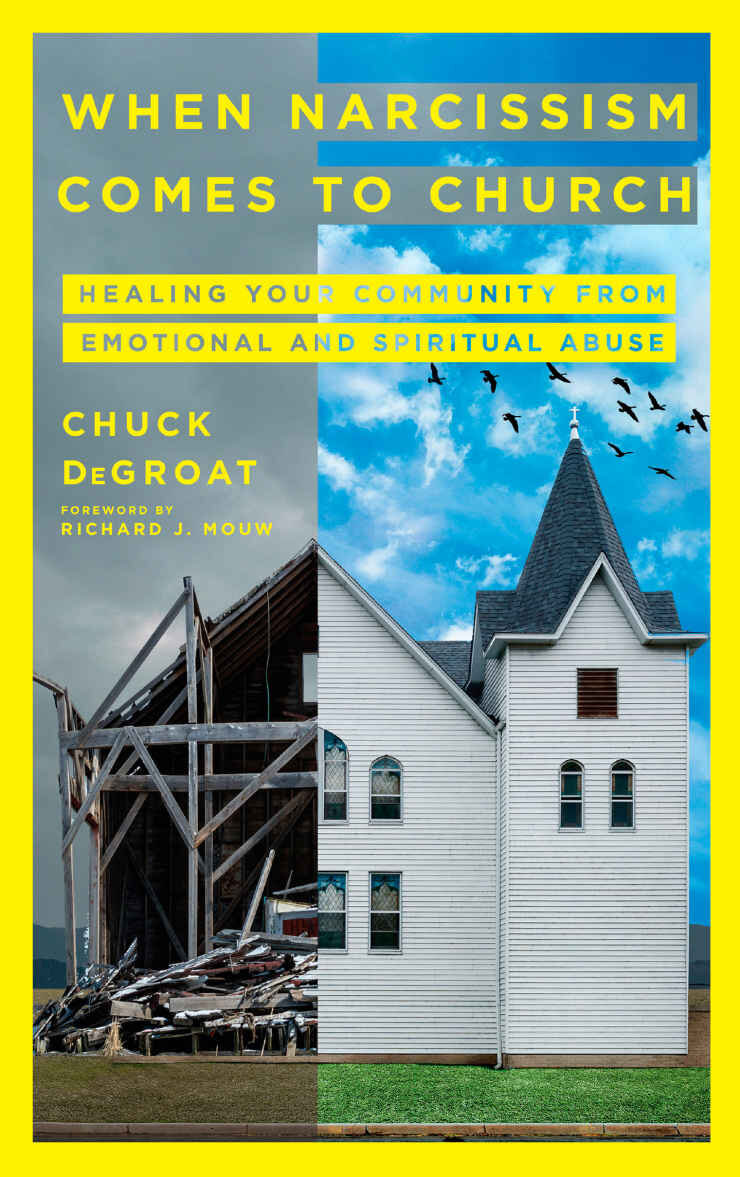 WHEN NARCISSISM
COMES TO CHURCH
HEALING YOUR COMMUNITY FROM
EMOTIONAL AND SPIRITUAL ABUSE
CHUCK
DEGROAT
FOREWORD BY
RICHARD J. MOUW